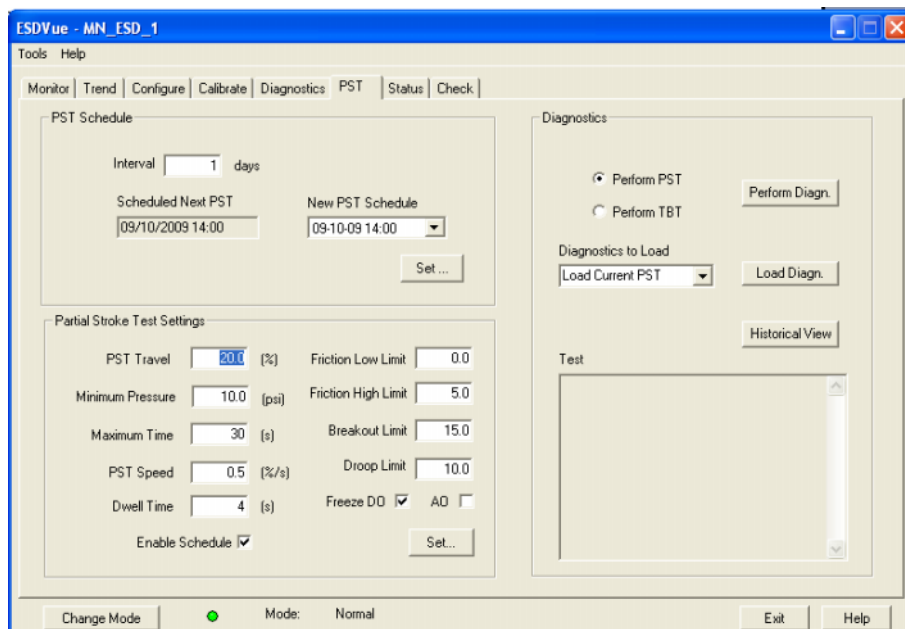 ESDVue - MN_ESD_1
Tools Help
Monitor Trend Configure Calibrate Diagnostics PST Status Check
PST Schedule
Interval 1 days
Scheduled Next PST
09/10/2009 14:00
New PST Schedule
09-10-09 14:00
Set ...
Partial Stroke Test Settings
PST Travel 20.0 (%)
Minimum Pressure 10.0 (psi)
Maximum Time 30 (s)
PST Speed 0.5 (%/s)
Dwell Time 4 (s)
Enable Schedule
Friction Low Limit 0.0
Friction High Limit 5.0
Breakout Limit 15.0
Droop Limit 10.0
Freeze DO AO
Set...
Diagnostics
Perform PST
Perform TBT
Perform Diagn.
Diagnostics to Load
Load Current PST
Load Diagn.
Historical View
Test
Change Mode Mode: Normal Exit Help